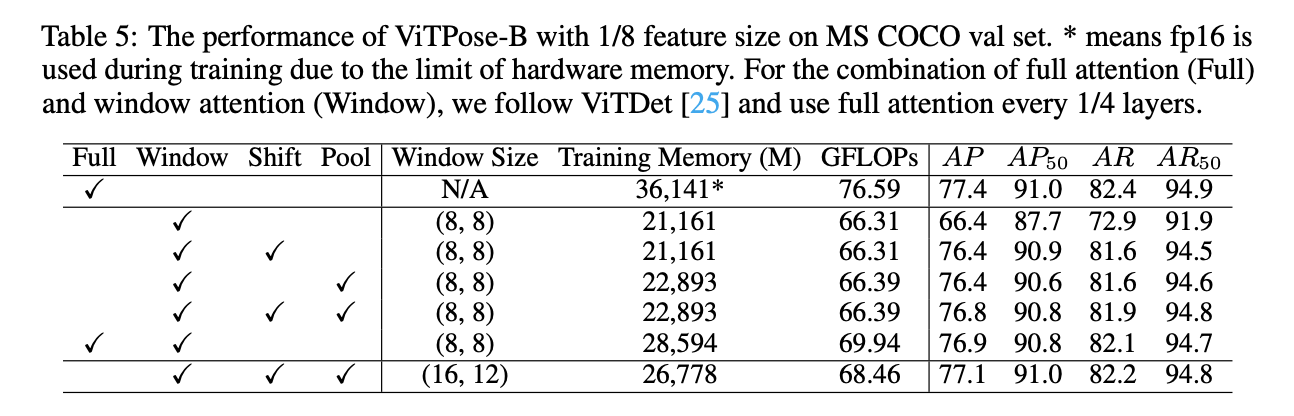 Table 5: The performance of ViTPose-B with 1/8 feature size on MS COCO val set. * means fp16 is
used during training due to the limit of hardware memory. For the combination of full attention (Full)
and window attention (Window), we follow ViTDet [25] and use full attention every 1/4 layers.
Full Window Shift Pool Window Size Training Memory (M) GFLOPs AP AP50 AR AR50
✓ N/A 36,141* 76.59 77.4 91.0 82.4 94.9
✓ (8, 8) 21,161 66.31 66.4 87.7 72.9 91.9
✓ ✓ (8, 8) 21,161 66.31 76.4 90.9 81.6 94.5
✓ ✓ (8, 8) 22,893 66.39 76.4 90.6 81.6 94.6
✓ ✓ ✓ (8, 8) 22,893 66.39 76.8 90.8 81.9 94.8
✓ ✓ (8, 8) 28,594 69.94 76.9 90.8 82.1 94.7
✓ ✓ ✓ (16, 12) 26,778 68.46 77.1 91.0 82.2 94.8